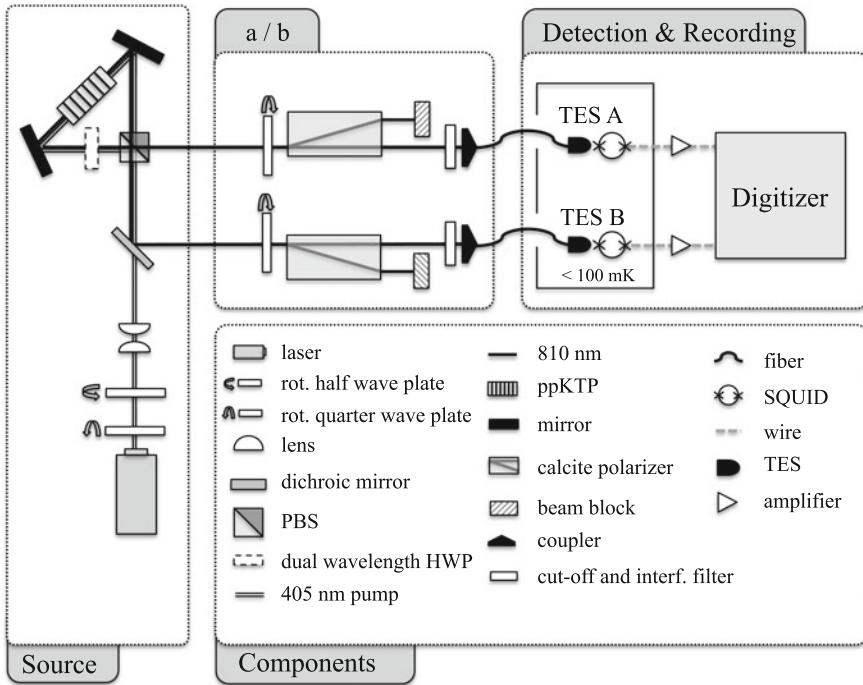 a / b
Detection & Recording
TES A
TES B
< 100 mK
Digitizer
laser
rot. half wave plate
rot. quarter wave plate
lens
dichroic mirror
PBS
dual wavelength HWP
405 nm pump
810 nm
ppKTP
mirror
calcite polarizer
beam block
coupler
cut-off and interf. filter
fiber
SQUID
wire
TES
amplifier
Source
Components